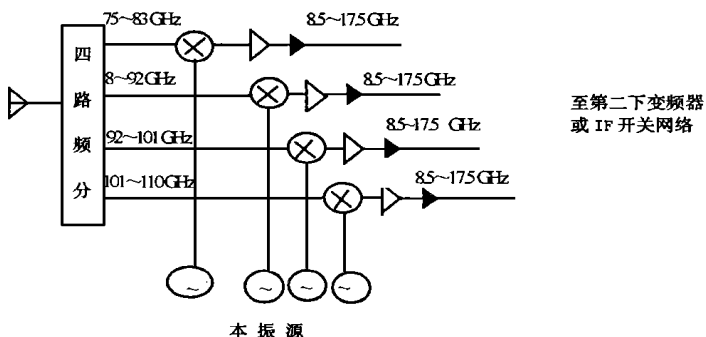 75~83GHz
8.5~17.5GHz
四路频分
8~92GHz
8.5~17.5GHz
至第二下变频器
或 IF 开关网络
92~101GHz
8.5~17.5 GHz
101~110GHz
8.5~17.5GHz
~
~
~
~
本振源